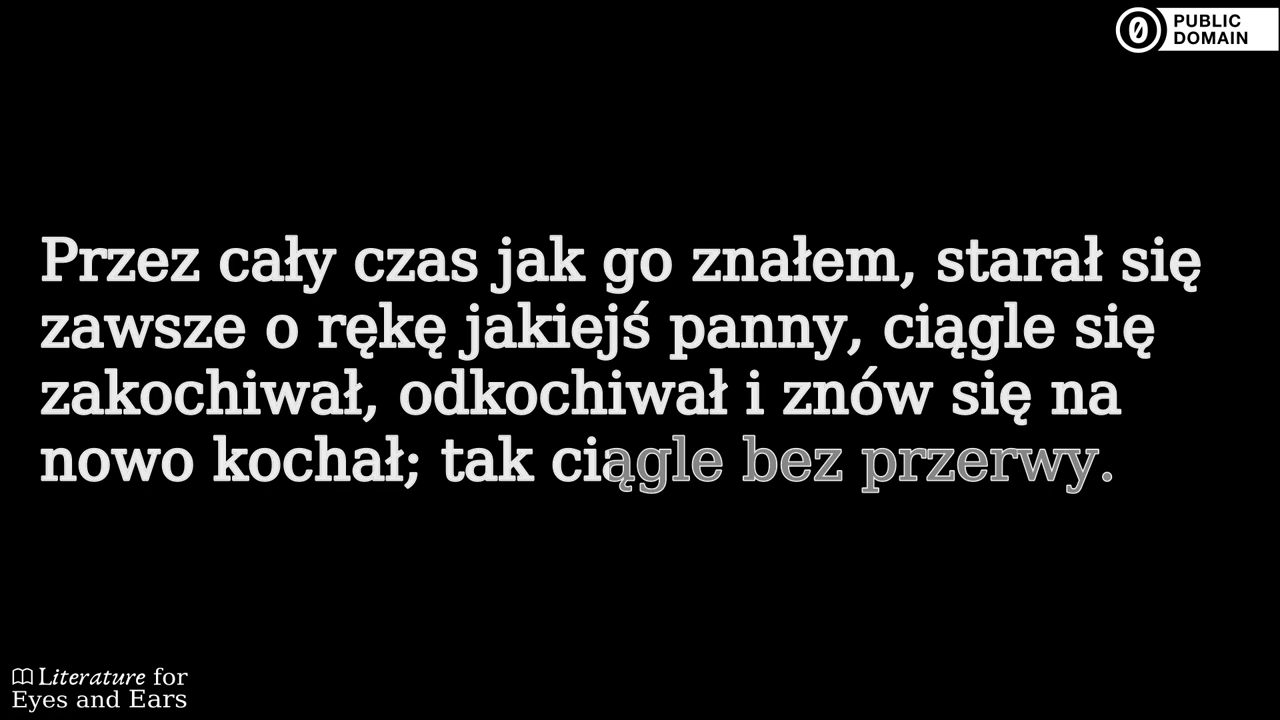 PUBLIC
DOMAIN
Przez cały czas jak go znałem, starał się
zawsze o rękę jakiejś panny, ciągle się
zakochiwał, odkochiwał i znów się na
nowo kochał; tak ciągle bez przerwy.
Literature for
Eyes and Ears